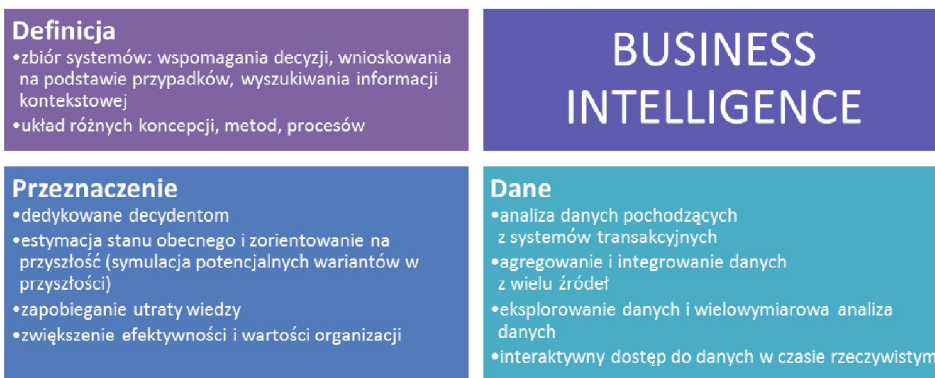 Definicja
•zbiór systemów: wspomagania decyzji, wnioskowania
na podstawie przypadków, wyszukiwania informacji
kontekstowej
•układ różnych koncepcji, metod, procesów
BUSINESS
INTELLIGENCE
Przeznaczenie
•dedykowane decydentom
•estymacja stanu obecnego i zorientowanie na
przyszłość (symulacja potencjalnych wariantów w
przyszłości)
•zapobieganie utraty wiedzy
•zwiększenie efektywności i wartości organizacji
Dane
•analiza danych pochodzących
z systemów transakcyjnych
•agregowanie i integrowanie danych
z wielu źródeł
•eksplorowanie danych i wielowymiarowa analiza
danych
•interaktywny dostęp do danych w czasie rzeczywistym